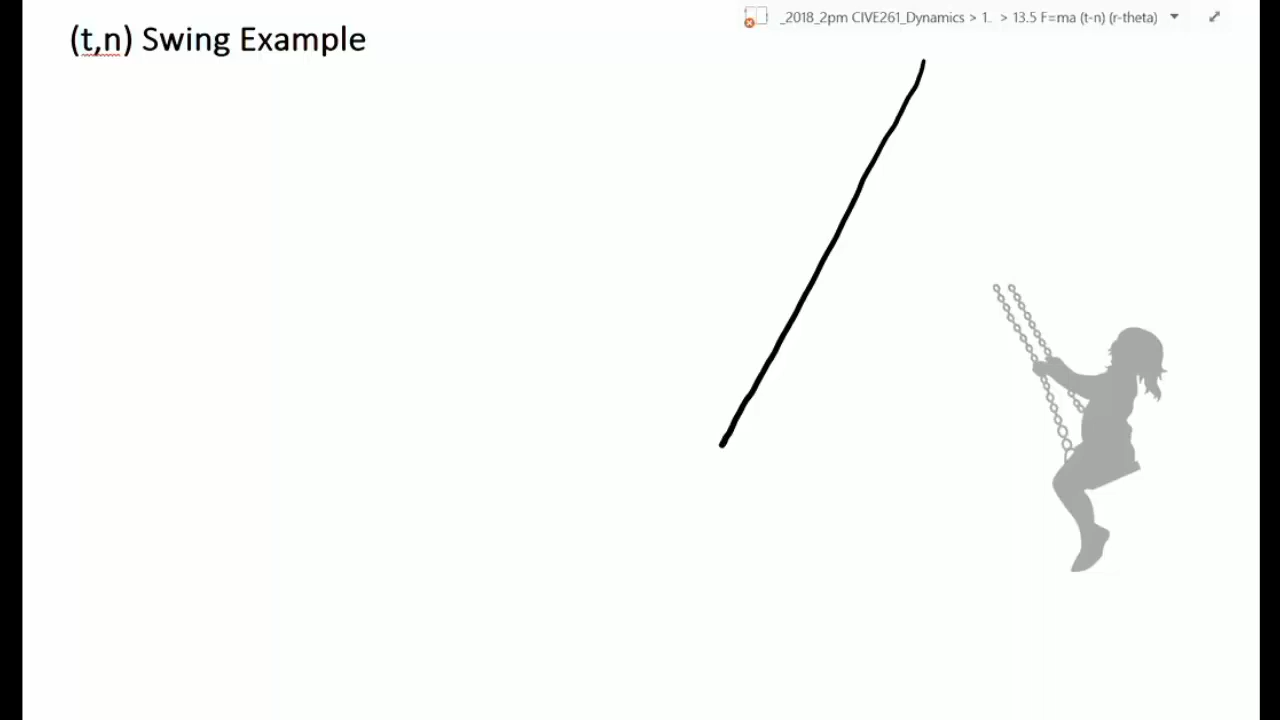 _2018_2pm CIVE261_Dynamics > 1.. > 13.5 F=ma (t-n) (r-theta)
(t,n) Swing Example